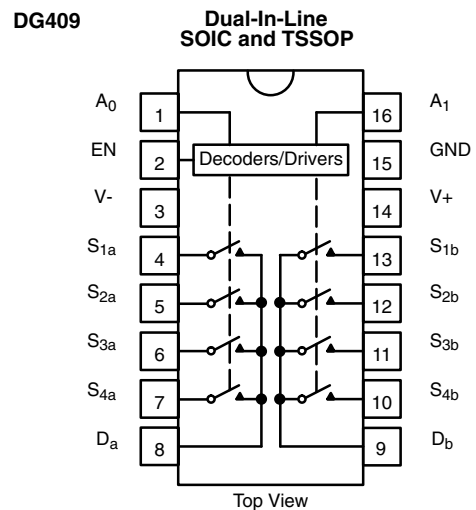 DG409
Dual-In-Line
SOIC and TSSOP
A0 1 16 A1
EN 2 Decoders/Drivers 15 GND
V- 3 14 V+
S1a 4 13 S1b
S2a 5 12 S2b
S3a 6 11 S3b
S4a 7 10 S4b
Da 8 9 Db
Top View